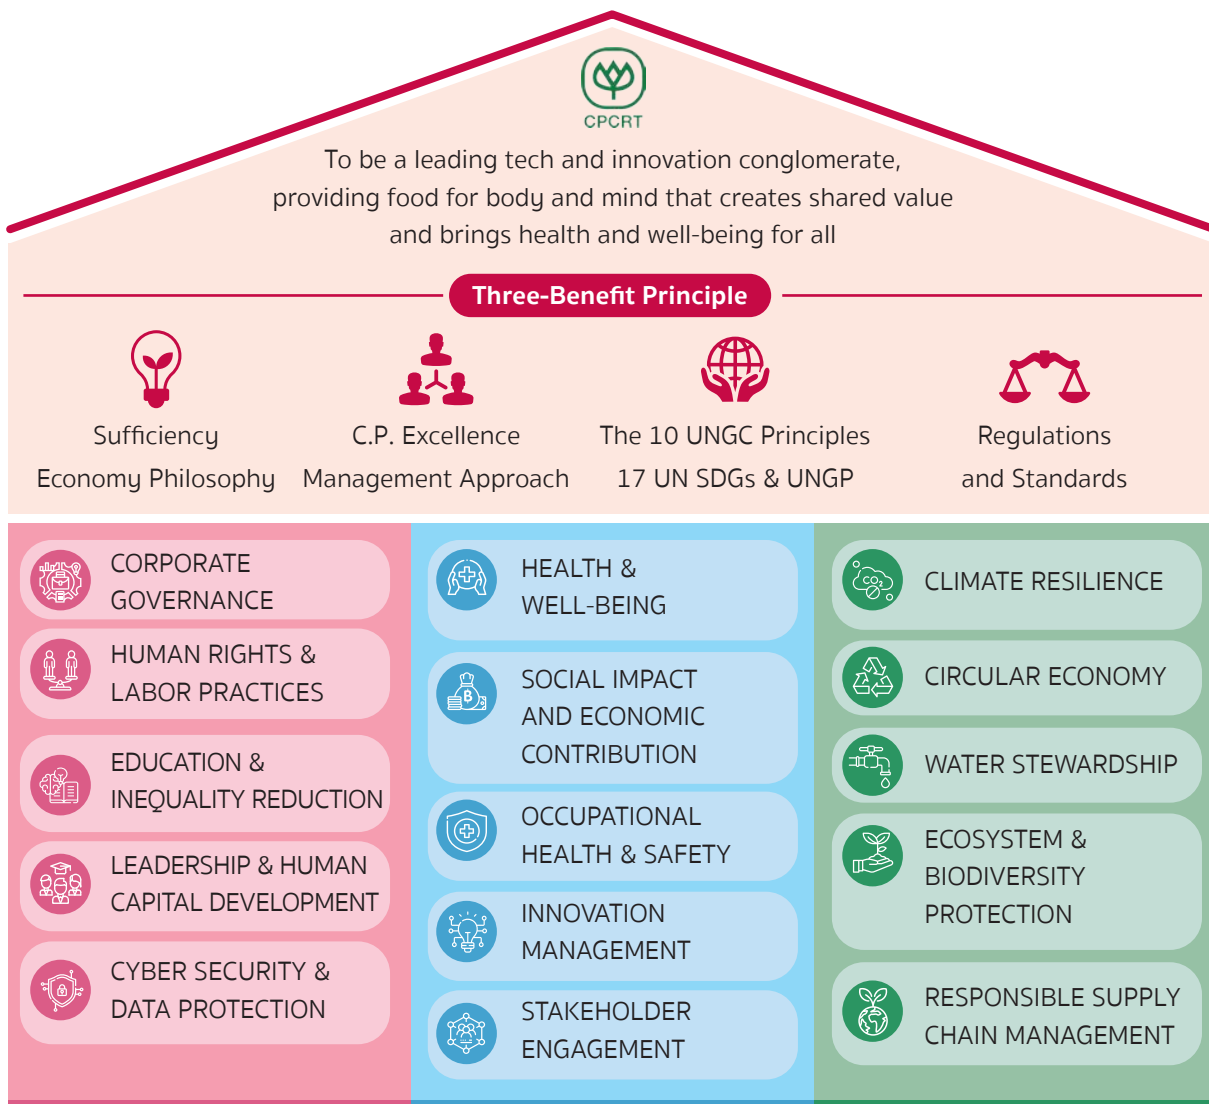 CPCRT
To be a leading tech and innovation conglomerate,
providing food for body and mind that creates shared value
and brings health and well-being for all
Three-Benefit Principle
Sufficiency
Economy Philosophy
C.P. Excellence
Management Approach
The 10 UNGC Principles
17 UN SDGs & UNGP
Regulations
and Standards
CORPORATE
GOVERNANCE
HUMAN RIGHTS &
LABOR PRACTICES
EDUCATION &
INEQUALITY REDUCTION
LEADERSHIP & HUMAN
CAPITAL DEVELOPMENT
CYBER SECURITY &
DATA PROTECTION
HEALTH &
WELL-BEING
SOCIAL IMPACT
AND ECONOMIC
CONTRIBUTION
OCCUPATIONAL
HEALTH & SAFETY
INNOVATION
MANAGEMENT
STAKEHOLDER
ENGAGEMENT
CO2
CLIMATE RESILIENCE
CIRCULAR ECONOMY
WATER STEWARDSHIP
ECOSYSTEM &
BIODIVERSITY
PROTECTION
RESPONSIBLE SUPPLY
CHAIN MANAGEMENT